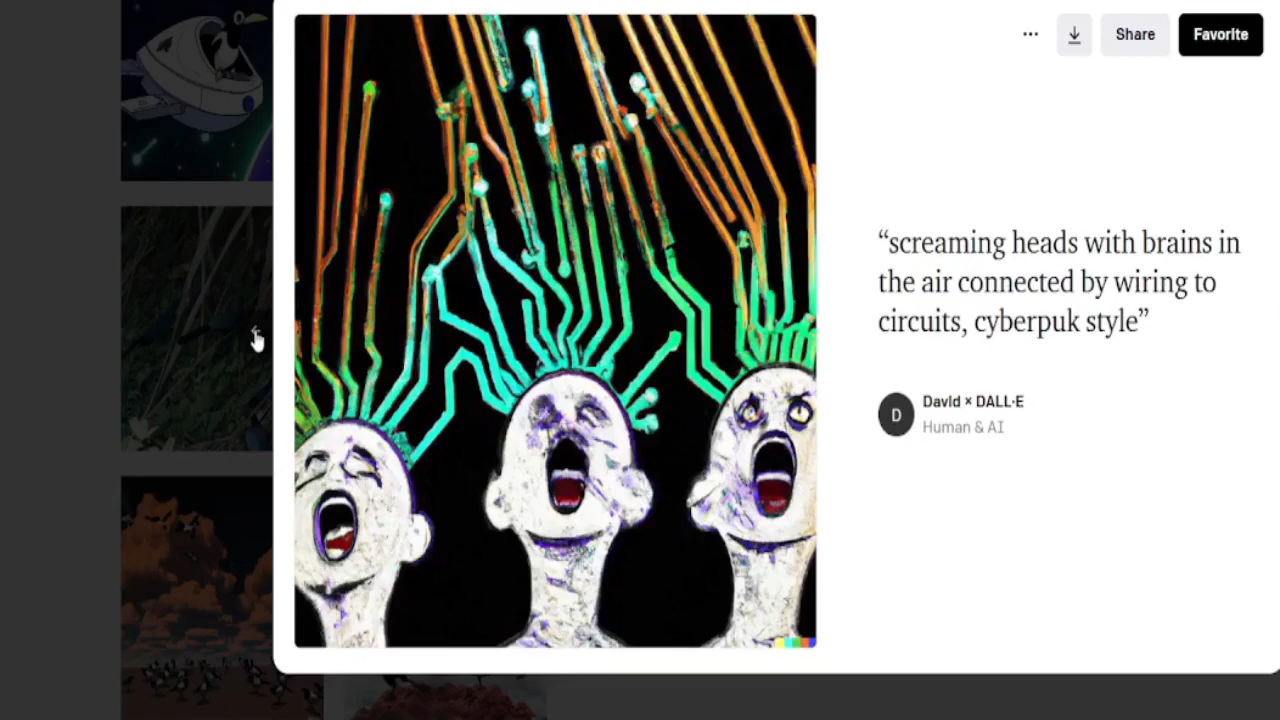 Share
Favorite
“screaming heads with brains in
the air connected by wiring to
circuits, cyberpuk style”
D
David × DALL·E
Human & AI